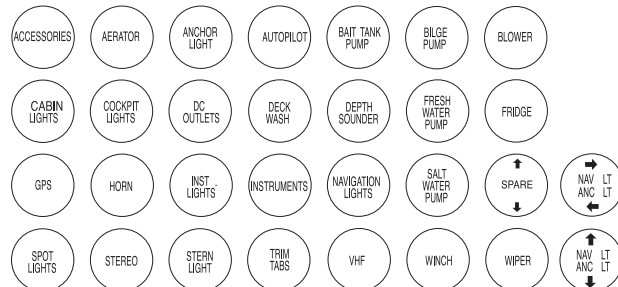 ACCESSORIES
AERATOR
ANCHOR
LIGHT
AUTOPILOT
BAIT TANK
PUMP
BILGE
PUMP
BLOWER
CABIN
LIGHTS
COCKPIT
LIGHTS
DC
OUTLETS
DECK
WASH
DEPTH
SOUNDER
FRESH
WATER
PUMP
FRIDGE
GPS
HORN
INST .
LIGHTS
INSTRUMENTS
NAVIGATION
LIGHTS
SALT
WATER
PUMP
SPARE
NAV LT
ANC LT
SPOT
LIGHTS
STEREO
STERN
LIGHT
TRIM
TABS
VHF
WINCH
WIPER
NAV LT
ANC LT